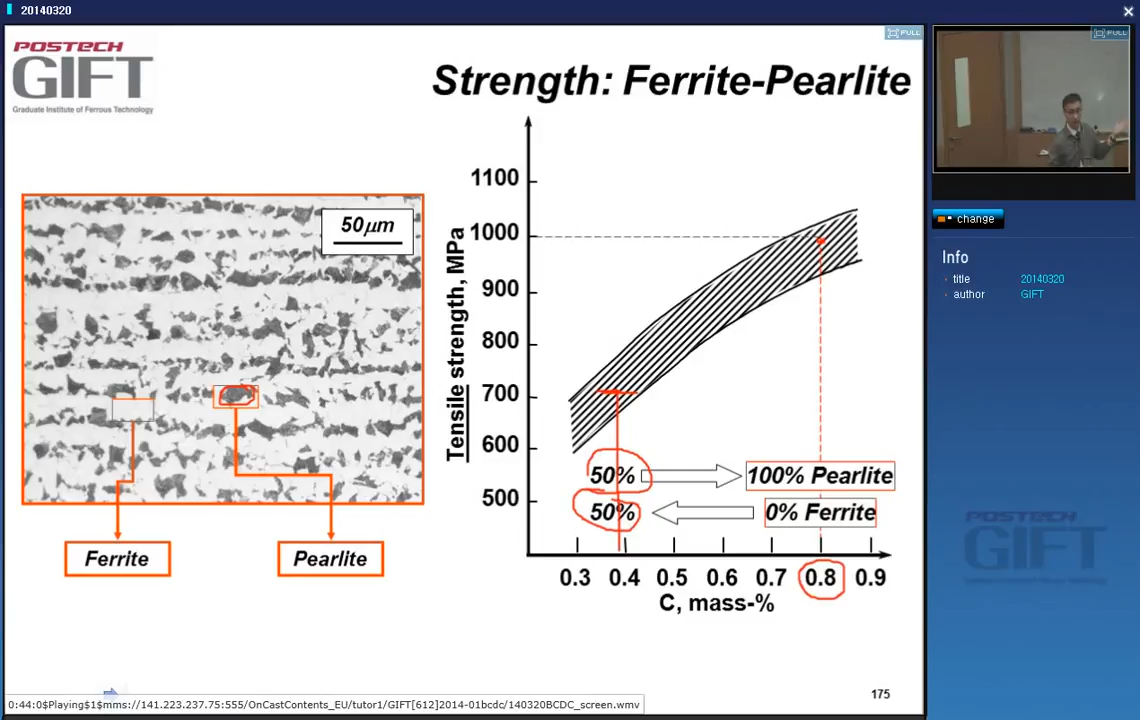 20140320
POSTECH
GIFT
Graduate Institute of Ferrous Technology
FULL
Strength: Ferrite-Pearlite
50μm
Ferrite
Pearlite
Tensile strength, MPa
1100
1000
900
800
700
600
500
50%
100% Pearlite
50%
0% Ferrite
0.3 0.4 0.5 0.6 0.7 0.8 0.9
C, mass-%
175
0:44:0$Playing$1$mms://141.223.237.75:555/OnCastContents_EU/tutor1/GIFT[612]2014-01bcdc/140320BCDC_screen.wmv
FULL
change
Info
title 20140320
author GIFT
POSTECH
GIFT